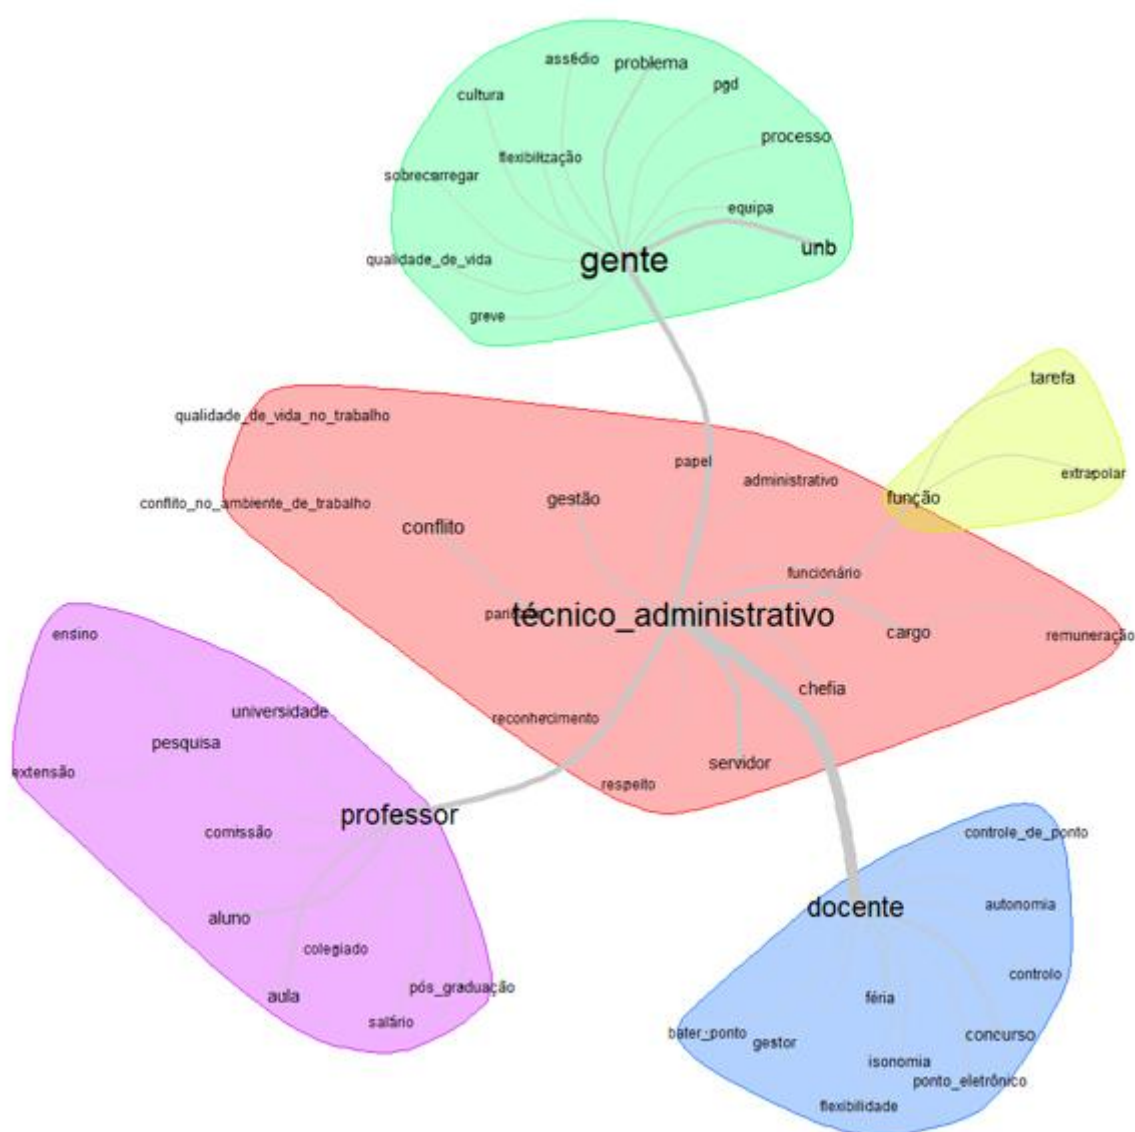 assédio
problema
pgd
cultura
processo
flexibilização
sobrecarregar
equipa
unb
qualidade_de_vida
gente
greve
tarefa
qualidade_de_vida_no_trabalho
papel
extrapolar
administrativo
gestão
função
conflito_no_ambiente_de_trabalho
conflito
funcionário
técnico_administrativo
cargo
remuneração
ensino
chefia
universidade
reconhecimento
pesquisa
servidor
extensão
respeito
professor
comissão
controle_de_ponto
docente
autonomia
aluno
colegiado
controlo
pós_graduação
aula
féria
salário
bater_ponto
gestor
concurso
isonomia
ponto_eletrônico
flexibilidade